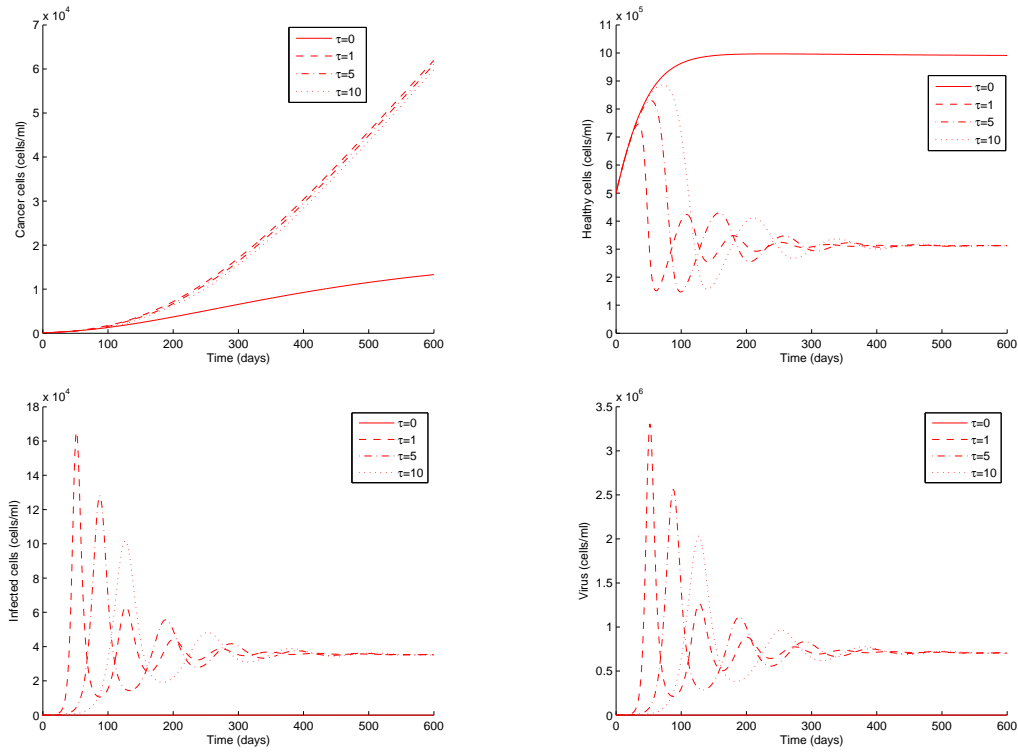 x 10^4
7
6
5
4
3
2
1
0
Cancer cells (cells/ml)
0 100 200 300 400 500 600
Time (days)
τ=0
τ=1
τ=5
τ=10
x 10^5
11
10
9
8
7
6
5
4
3
2
1
0
Healthy cells (cells/ml)
0 100 200 300 400 500 600
Time (days)
τ=0
τ=1
τ=5
τ=10
x 10^4
18
16
14
12
10
8
6
4
2
0
Infected cells (cells/ml)
0 100 200 300 400 500 600
Time (days)
τ=0
τ=1
τ=5
τ=10
x 10^6
3.5
3
2.5
2
1.5
1
0.5
0
Virus (cells/ml)
0 100 200 300 400 500 600
Time (days)
τ=0
τ=1
τ=5
τ=10